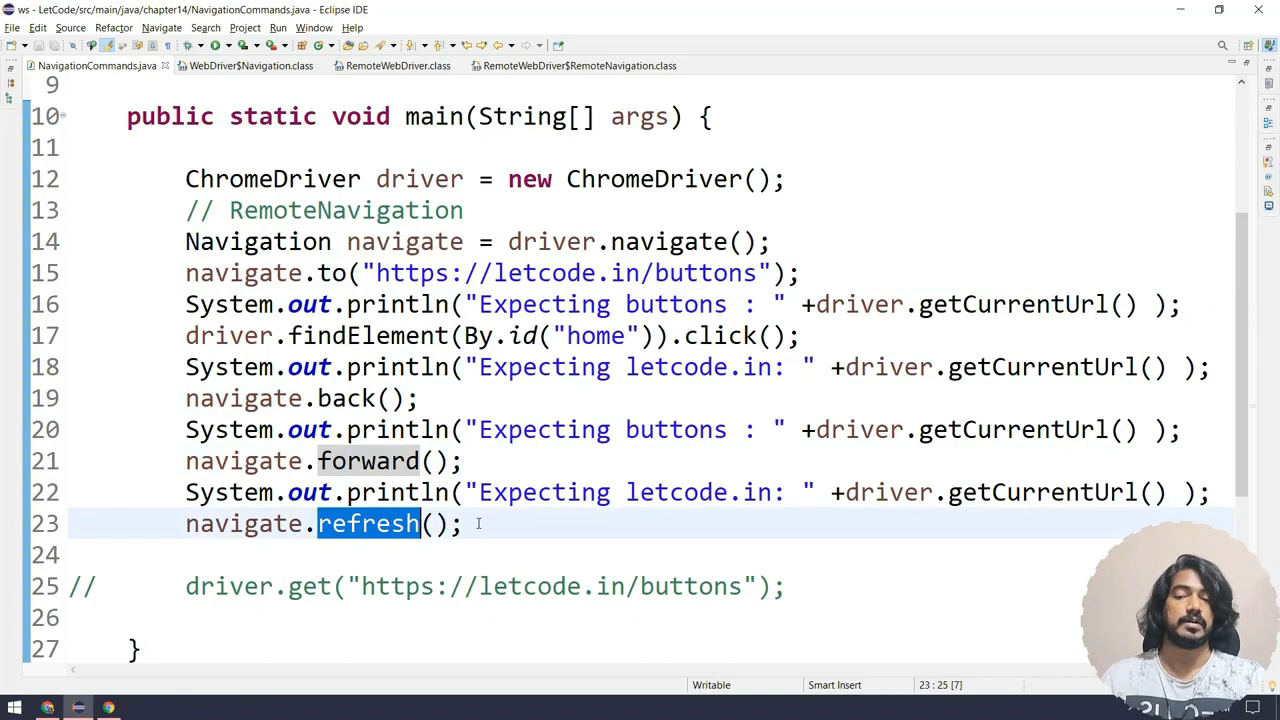 ws - LetCode/src/main/java/chapter14/NavigationCommands.java - Eclipse IDE
File Edit Source Refactor Navigate Search Project Run Window Help
NavigationCommands.java WebDriver$Navigation.class RemoteWebDriver.class RemoteWebDriver$RemoteNavigation.class
9
10 public static void main(String[] args) {
11
12 ChromeDriver driver = new ChromeDriver();
13 // RemoteNavigation
14 Navigation navigate = driver.navigate();
15 navigate.to("https://letcode.in/buttons");
16 System.out.println("Expecting buttons : " +driver.getCurrentUrl() );
17 driver.findElement(By.id("home")).click();
18 System.out.println("Expecting letcode.in: " +driver.getCurrentUrl() );
19 navigate.back();
20 System.out.println("Expecting buttons : " +driver.getCurrentUrl() );
21 navigate.forward();
22 System.out.println("Expecting letcode.in: " +driver.getCurrentUrl() );
23 navigate.refresh();
24
25 // driver.get("https://letcode.in/buttons");
26
27 }
Writable Smart Insert 23 : 25 [7]